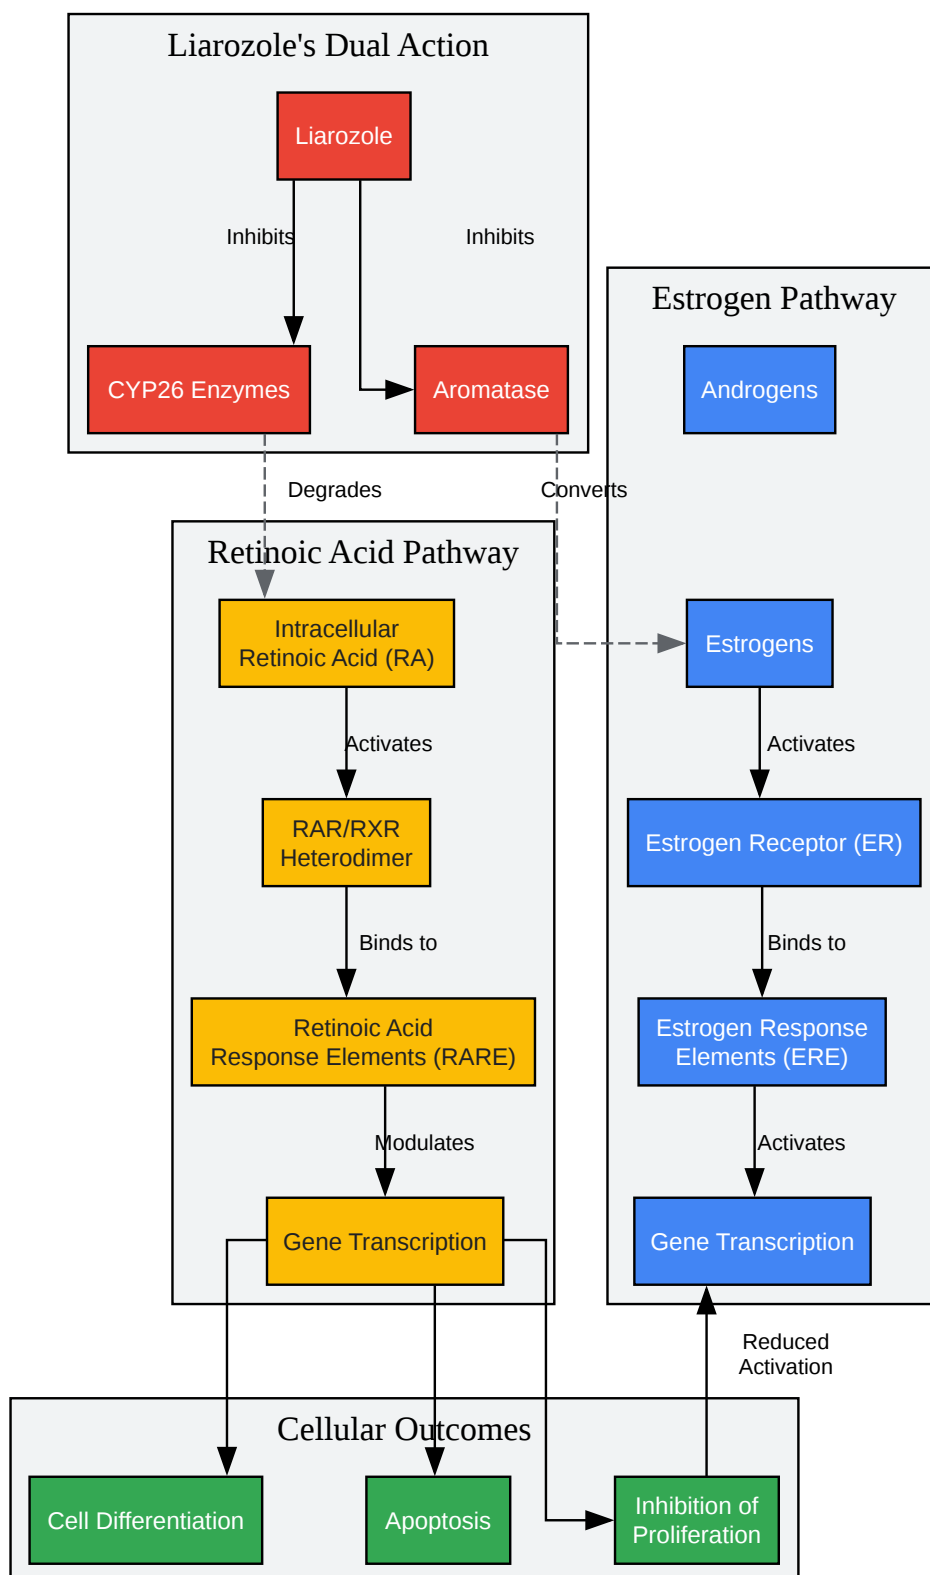 Liarozole's Dual Action
Liarozole
Inhibits
Inhibits
Estrogen Pathway
CYP26 Enzymes
Aromatase
Androgens
Degrades
Converts
Retinoic Acid Pathway
Intracellular
Retinoic Acid (RA)
Estrogens
Activates
Activates
RAR/RXR
Heterodimer
Estrogen Receptor (ER)
Binds to
Binds to
Retinoic Acid
Response Elements (RARE)
Estrogen Response
Elements (ERE)
Modulates
Activates
Gene Transcription
Gene Transcription
Reduced
Activation
Cellular Outcomes
Cell Differentiation
Apoptosis
Inhibition of
Proliferation